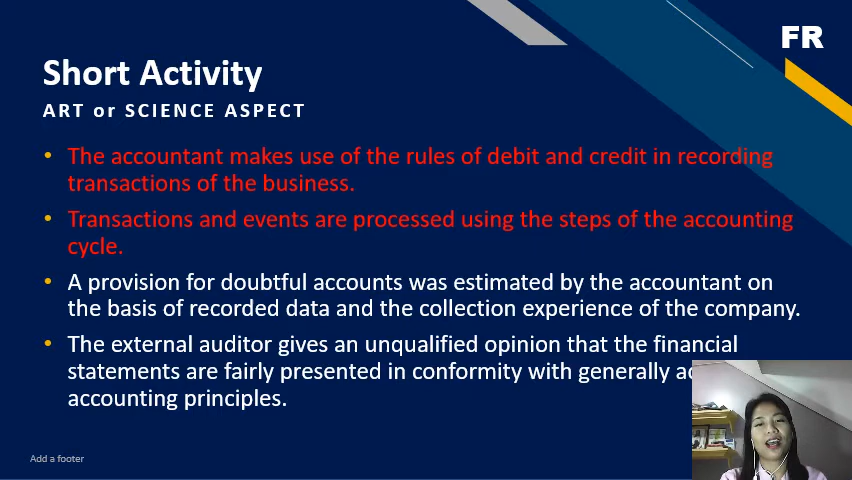 FR
Short Activity
ART or SCIENCE ASPECT
• The accountant makes use of the rules of debit and credit in recording
transactions of the business.
• Transactions and events are processed using the steps of the accounting
cycle.
• A provision for doubtful accounts was estimated by the accountant on
the basis of recorded data and the collection experience of the company.
• The external auditor gives an unqualified opinion that the financial
statements are fairly presented in conformity with generally
accounting principles.
Add a footer